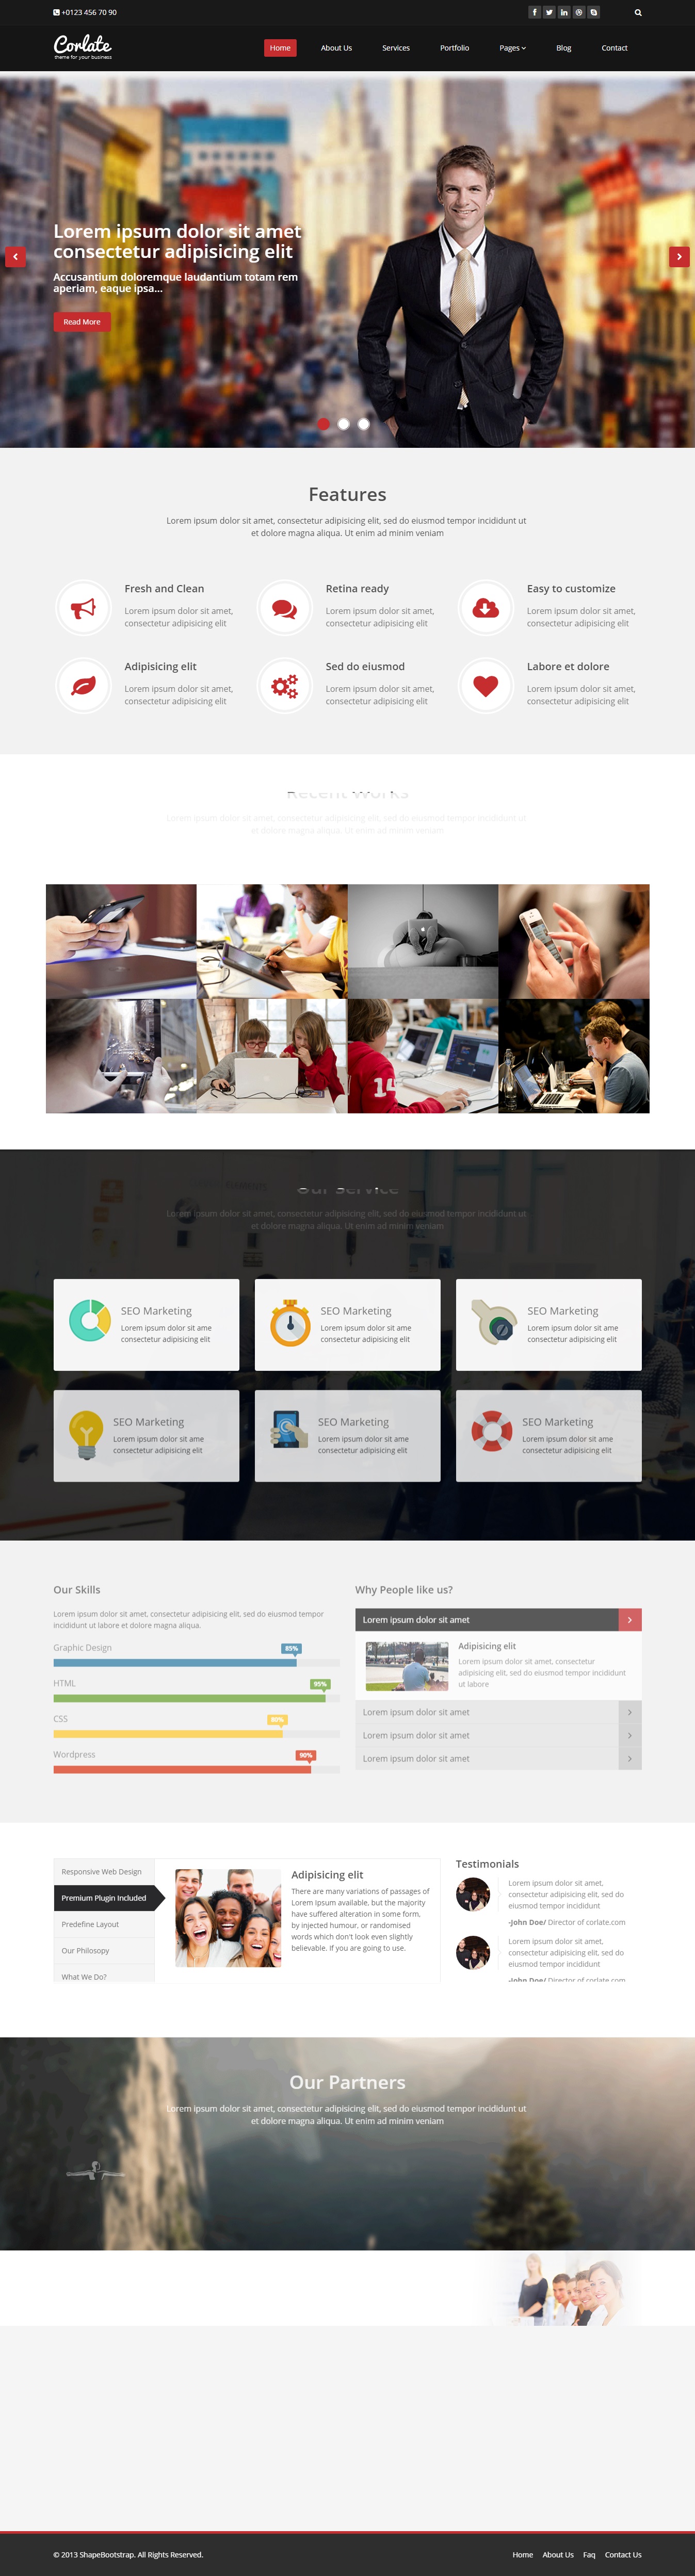 +0123 456 70 90
Corlate
theme for your business
Home
About Us
Services
Portfolio
Pages
Blog
Contact
Lorem ipsum dolor sit amet
consectetur adipisicing elit
Accusantium doloremque laudantium totam rem
aperiam, eaque ipsa...
Read More
Features
Lorem ipsum dolor sit amet, consectetur adipisicing elit, sed do eiusmod tempor incididunt ut
et dolore magna aliqua. Ut enim ad minim veniam
Fresh and Clean
Lorem ipsum dolor sit amet,
consectetur adipisicing elit
Retina ready
Lorem ipsum dolor sit amet,
consectetur adipisicing elit
Easy to customize
Lorem ipsum dolor sit amet,
consectetur adipisicing elit
Adipisicing elit
Lorem ipsum dolor sit amet,
consectetur adipisicing elit
Sed do eiusmod
Lorem ipsum dolor sit amet,
consectetur adipisicing elit
Labore et dolore
Lorem ipsum dolor sit amet,
consectetur adipisicing elit
Recent Works
Lorem ipsum dolor sit amet, consectetur adipisicing elit, sed do eiusmod tempor incididunt ut
et dolore magna aliqua. Ut enim ad minim veniam
14
Our Service
Lorem ipsum dolor sit amet, consectetur adipisicing elit, sed do eiusmod tempor incididunt ut
et dolore magna aliqua. Ut enim ad minim veniam
SEO Marketing
Lorem ipsum dolor sit ame
consectetur adipisicing elit
SEO Marketing
Lorem ipsum dolor sit ame
consectetur adipisicing elit
SEO Marketing
Lorem ipsum dolor sit ame
consectetur adipisicing elit
SEO Marketing
Lorem ipsum dolor sit ame
consectetur adipisicing elit
SEO Marketing
Lorem ipsum dolor sit ame
consectetur adipisicing elit
SEO Marketing
Lorem ipsum dolor sit ame
consectetur adipisicing elit
Our Skills
Lorem ipsum dolor sit amet, consectetur adipisicing elit, sed do eiusmod tempor
incididunt ut labore et dolore magna aliqua.
Graphic Design
85%
HTML
95%
CSS
80%
Wordpress
90%
Why People like us?
Lorem ipsum dolor sit amet
Adipisicing elit
Lorem ipsum dolor sit amet, consectetur
adipisicing elit, sed do eiusmod tempor incididunt
ut labore
Lorem ipsum dolor sit amet
Lorem ipsum dolor sit amet
Lorem ipsum dolor sit amet
Responsive Web Design
Premium Plugin Included
Predefine Layout
Our Philosopy
What We Do?
Adipisicing elit
There are many variations of passages of
Lorem Ipsum available, but the majority
have suffered alteration in some form,
by injected humour, or randomised
words which don't look even slightly
believable. If you are going to use.
Testimonials
Lorem ipsum dolor sit amet,
consectetur adipisicing elit, sed do
eiusmod tempor incididunt
-John Doe/ Director of corlate.com
Lorem ipsum dolor sit amet,
consectetur adipisicing elit, sed do
eiusmod tempor incididunt
-John Doe/ Director of corlate.com
Our Partners
Lorem ipsum dolor sit amet, consectetur adipisicing elit, sed do eiusmod tempor incididunt ut
et dolore magna aliqua. Ut enim ad minim veniam
© 2013 ShapeBootstrap. All Rights Reserved.
Home
About Us
Faq
Contact Us